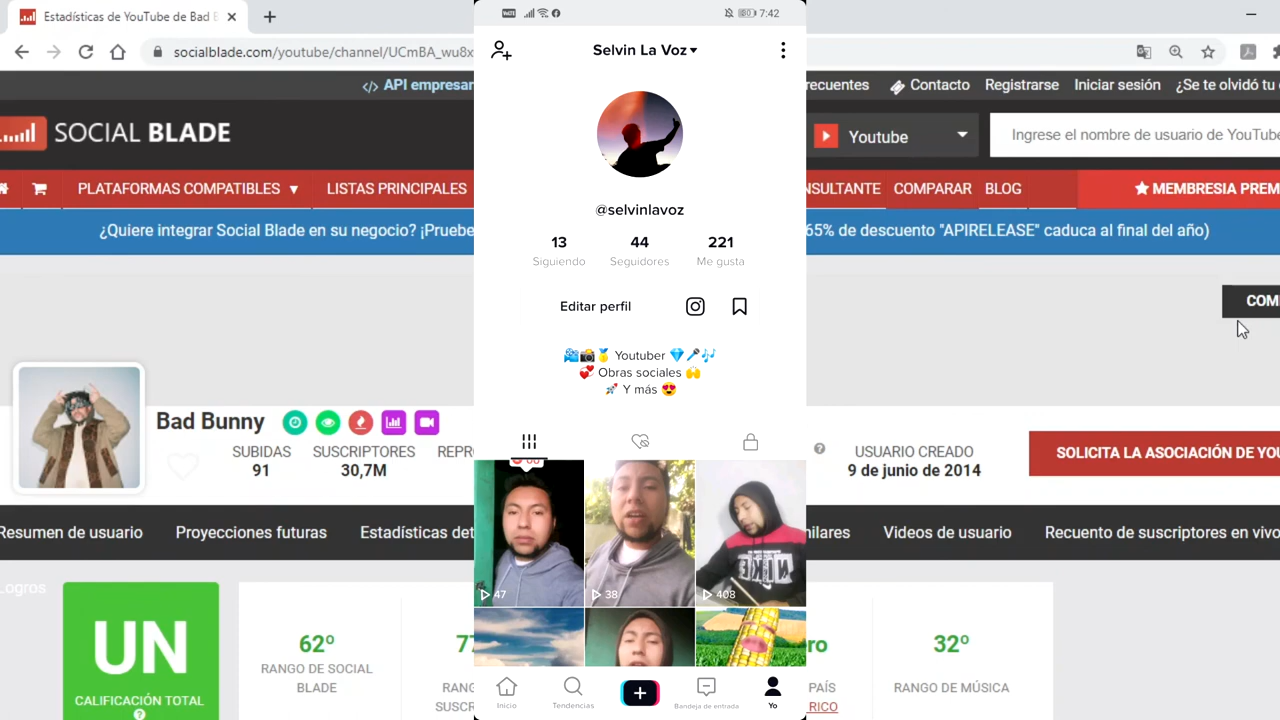 Estadísticas de YouTube de Bad B
socialblade.com/youtube/channel/UCmBA_wu8x
API empresar
recuentes
Contacto
Registrarse
Iniciar sesión
¿Se te olvidó tu
SOCIAL BLADE
Youtube
Ingrese el nombre de usuario de YouTube
PLATAFORMAS COMPATIBLES ▼
LISTAS PRINCIPALES
NSULTANTE
COMPARAR
BLOG
MEMBRESIA PREM
¿Quiere integrar Social Blade en su negocio? ¡Pruebe
65% de descuento "APIRELEASE" caduca al final del año)
COM
Bad Bunny
SUBIDAS
91
SUSCRIPTORES
30,7M
REPR
USUARIO CREADO
9 de junio de 2014
SOLICITA LA ASOCIACIÓN DE YOU
Resumen de usuario
Proyecciones futuras
Estadísticas det
milares
Videos de usuario
Recuento de suscriptores en vivo
Logros
UN
CALIFICACIÓN TOTAL
62º
RANGO DE SOCIAL
BLADE
77
RANG
SUSCR
ro
PAÍS
RICO
32º
RANGO DE MÚSICA
VoLTE
80
7:42
Selvin La Voz ▾
@selvinlavoz
13
Siguiendo
44
Seguidores
221
Me gusta
Editar perfil
🎽📸🥇 Youtuber 💎🎤🎶
💞 Obras sociales 🙌
🚀 Y más 😍
47
38
408
NIKE
Inicio
Tendencias
Bandeja de entrada
Yo